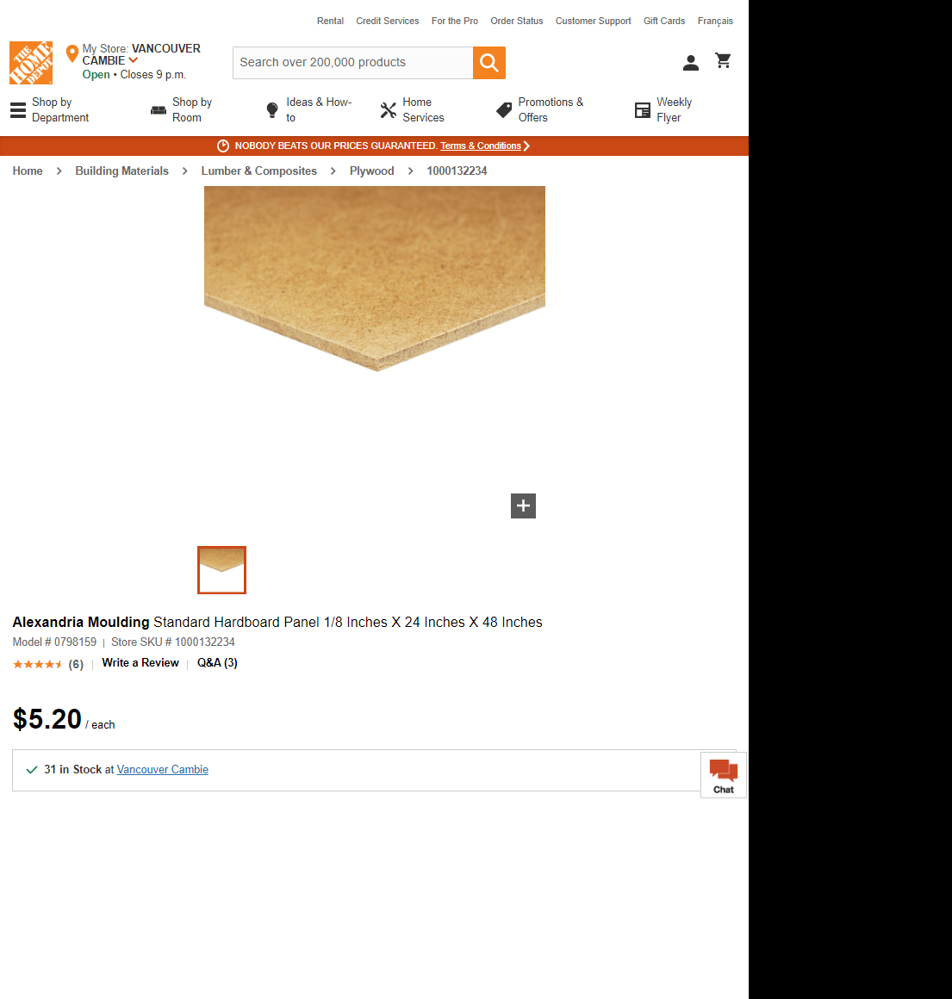 Rental Credit Services For the Pro Order Status Customer Support Gift Cards Français
THE HOME DEPOT
My Store: VANCOUVER
CAMBIE
Open • Closes 9 p.m.
Search over 200,000 products
Shop by
Department
Shop by
Room
Ideas & How-
to
Home
Services
Promotions &
Offers
Weekly
Flyer
NOBODY BEATS OUR PRICES GUARANTEED. Terms & Conditions
Home > Building Materials > Lumber & Composites > Plywood > 1000132234
Alexandria Moulding Standard Hardboard Panel 1/8 Inches X 24 Inches X 48 Inches
Model # 0798159 | Store SKU # 1000132234
(6) | Write a Review | Q&A (3)
$5.20 / each
31 in Stock at Vancouver Cambie
Chat